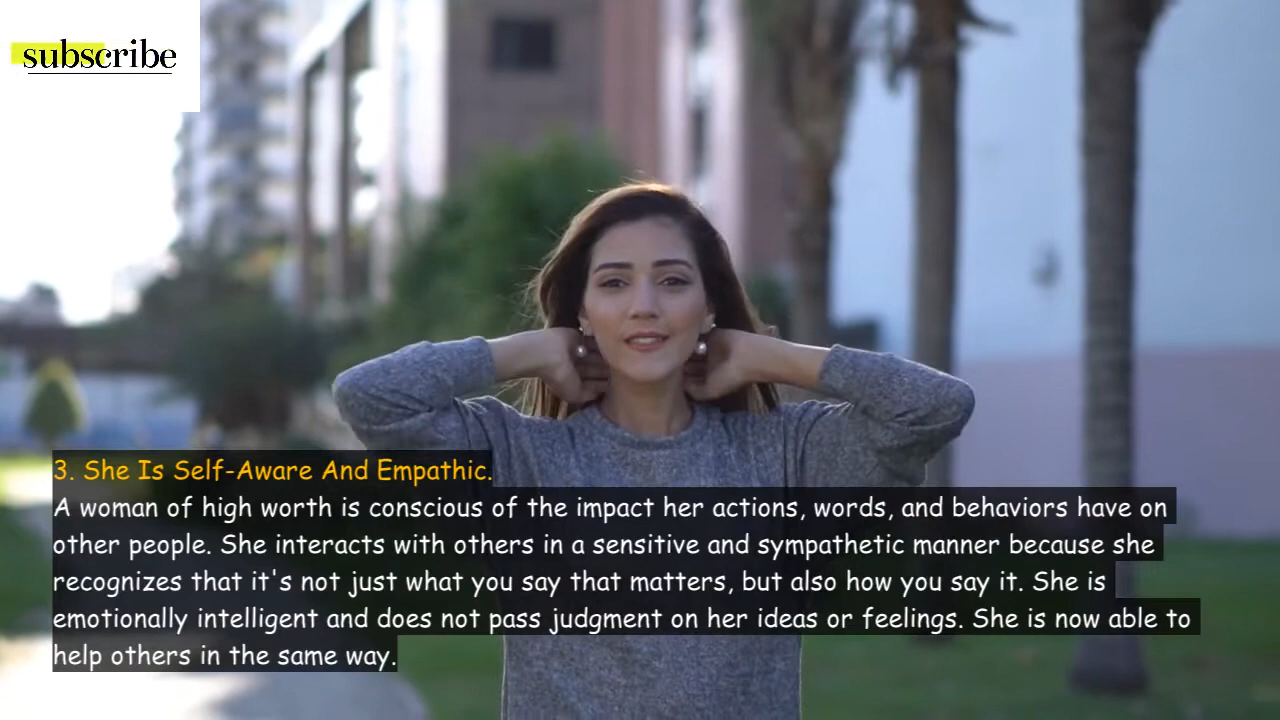 subscribe
3. She Is Self-Aware And Empathic.
A woman of high worth is conscious of the impact her actions, words, and behaviors have on
other people. She interacts with others in a sensitive and sympathetic manner because she
recognizes that it's not just what you say that matters, but also how you say it. She is
emotionally intelligent and does not pass judgment on her ideas or feelings. She is now able to
help others in the same way.